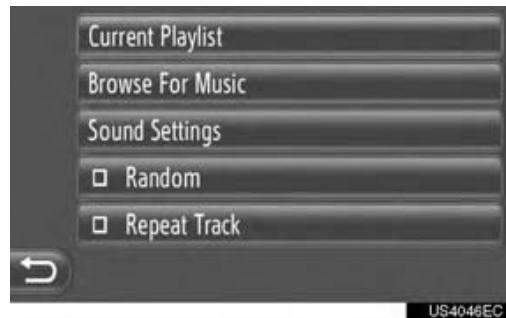 Current Playlist
Browse For Music
Sound Settings
Random
Repeat Track
US4046EC